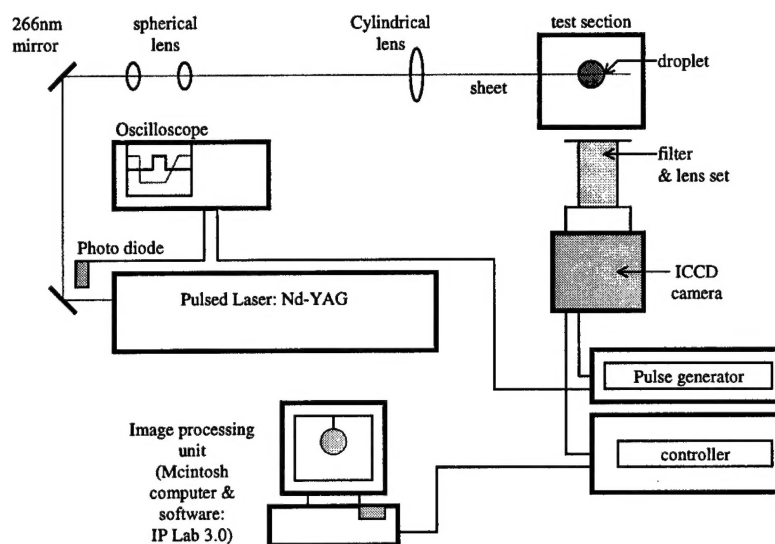 266nm
mirror
spherical
lens
Cylindrical
lens
test section
droplet
sheet
Oscilloscope
filter
& lens set
Photo diode
Pulsed Laser: Nd-YAG
ICCD
camera
Pulse generator
Image processing
unit
(Mcintosh
computer &
software:
IP Lab 3.0)
controller